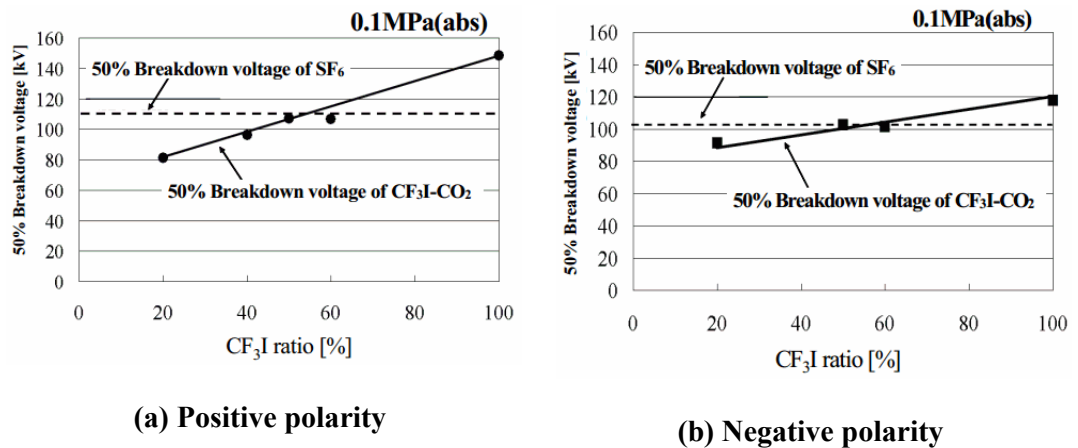 0.1MPa(abs)
50% Breakdown voltage [kV]
160
140
120
100
80
60
40
20
0
50% Breakdown voltage of SF₆
50% Breakdown voltage of CF₃I-CO₂
0 20 40 60 80 100
CF₃I ratio [%]
(a) Positive polarity
0.1MPa(abs)
50% Breakdown voltage [kV]
160
140
120
100
80
60
40
20
0
50% Breakdown voltage of SF₆
50% Breakdown voltage of CF₃I-CO₂
0 20 40 60 80 100
CF₃I ratio [%]
(b) Negative polarity